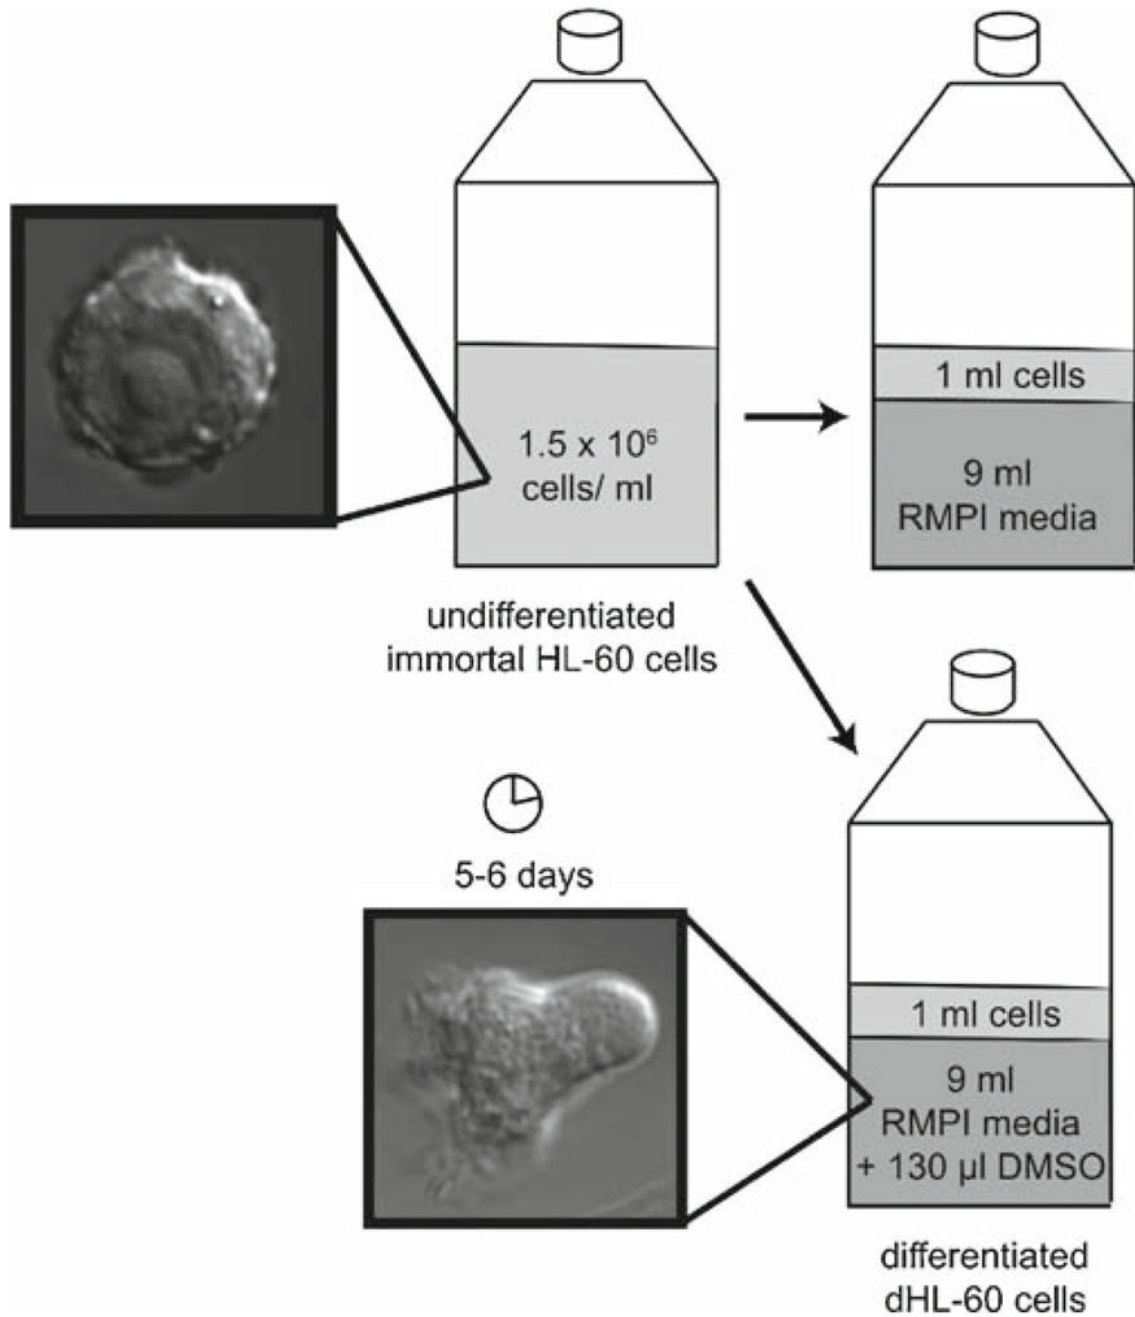 1.5 x 10⁶
cells/ ml
undifferentiated
immortal HL-60 cells
1 ml cells
9 ml
RMPI media
5-6 days
1 ml cells
9 ml
RMPI media
+ 130 µl DMSO
differentiated
dHL-60 cells